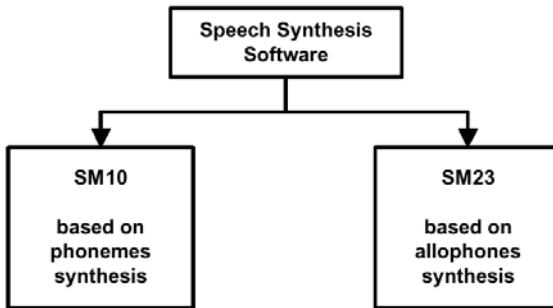 Speech Synthesis
Software
SM10
based on
phonemes
synthesis
SM23
based on
allophones
synthesis